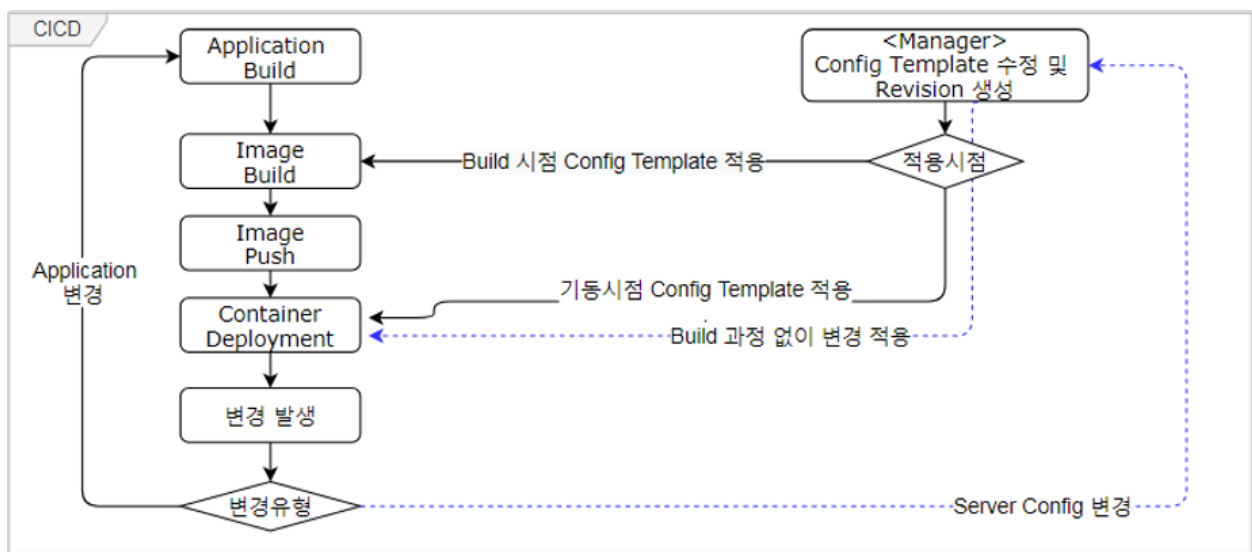 CICD
Application
Build
<Manager>
Config Template 수정 및
Revision 생성
Image
Build
Build 시점 Config Template 적용
적용시점
Image
Push
Application
변경
기동시점 Config Template 적용
Container
Deployment
Build 과정 없이 변경 적용
변경 발생
변경유형
Server Config 변경